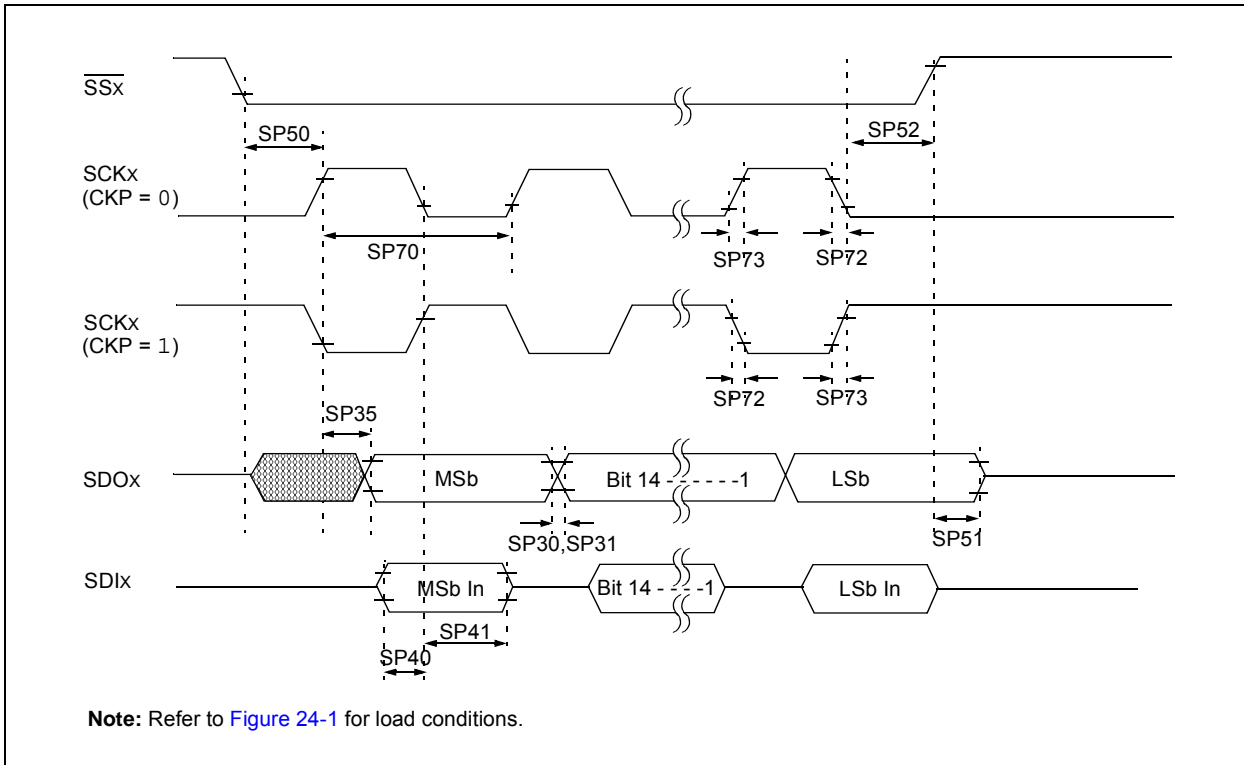 SSx
SP50
SP52
SCKx
(CKP = 0)
SP70
SP73
SP72
SCKx
(CKP = 1)
SP72
SP73
SP35
SDOx
MSb
Bit 14 - - - - - -1
LSb
SP30,SP31
SP51
SDIx
MSb In
Bit 14 - - - -1
LSb In
SP41
SP40
Note: Refer to Figure 24-1 for load conditions.